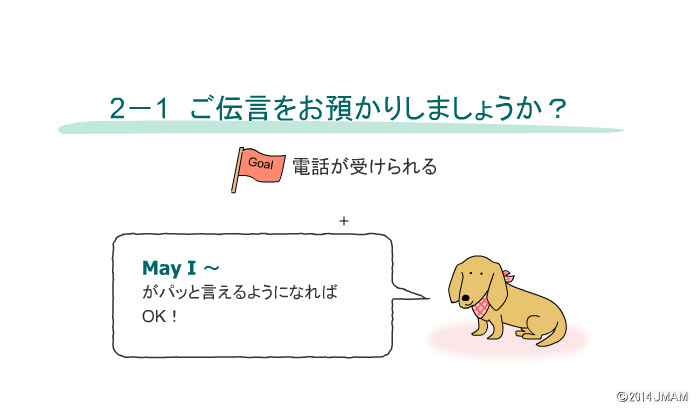 2－1 ご伝言をお預かりしましょうか？
Goal
電話が受けられる
+
May I ～
がパッと言えるようになれば
OK！
©2014 JMAM